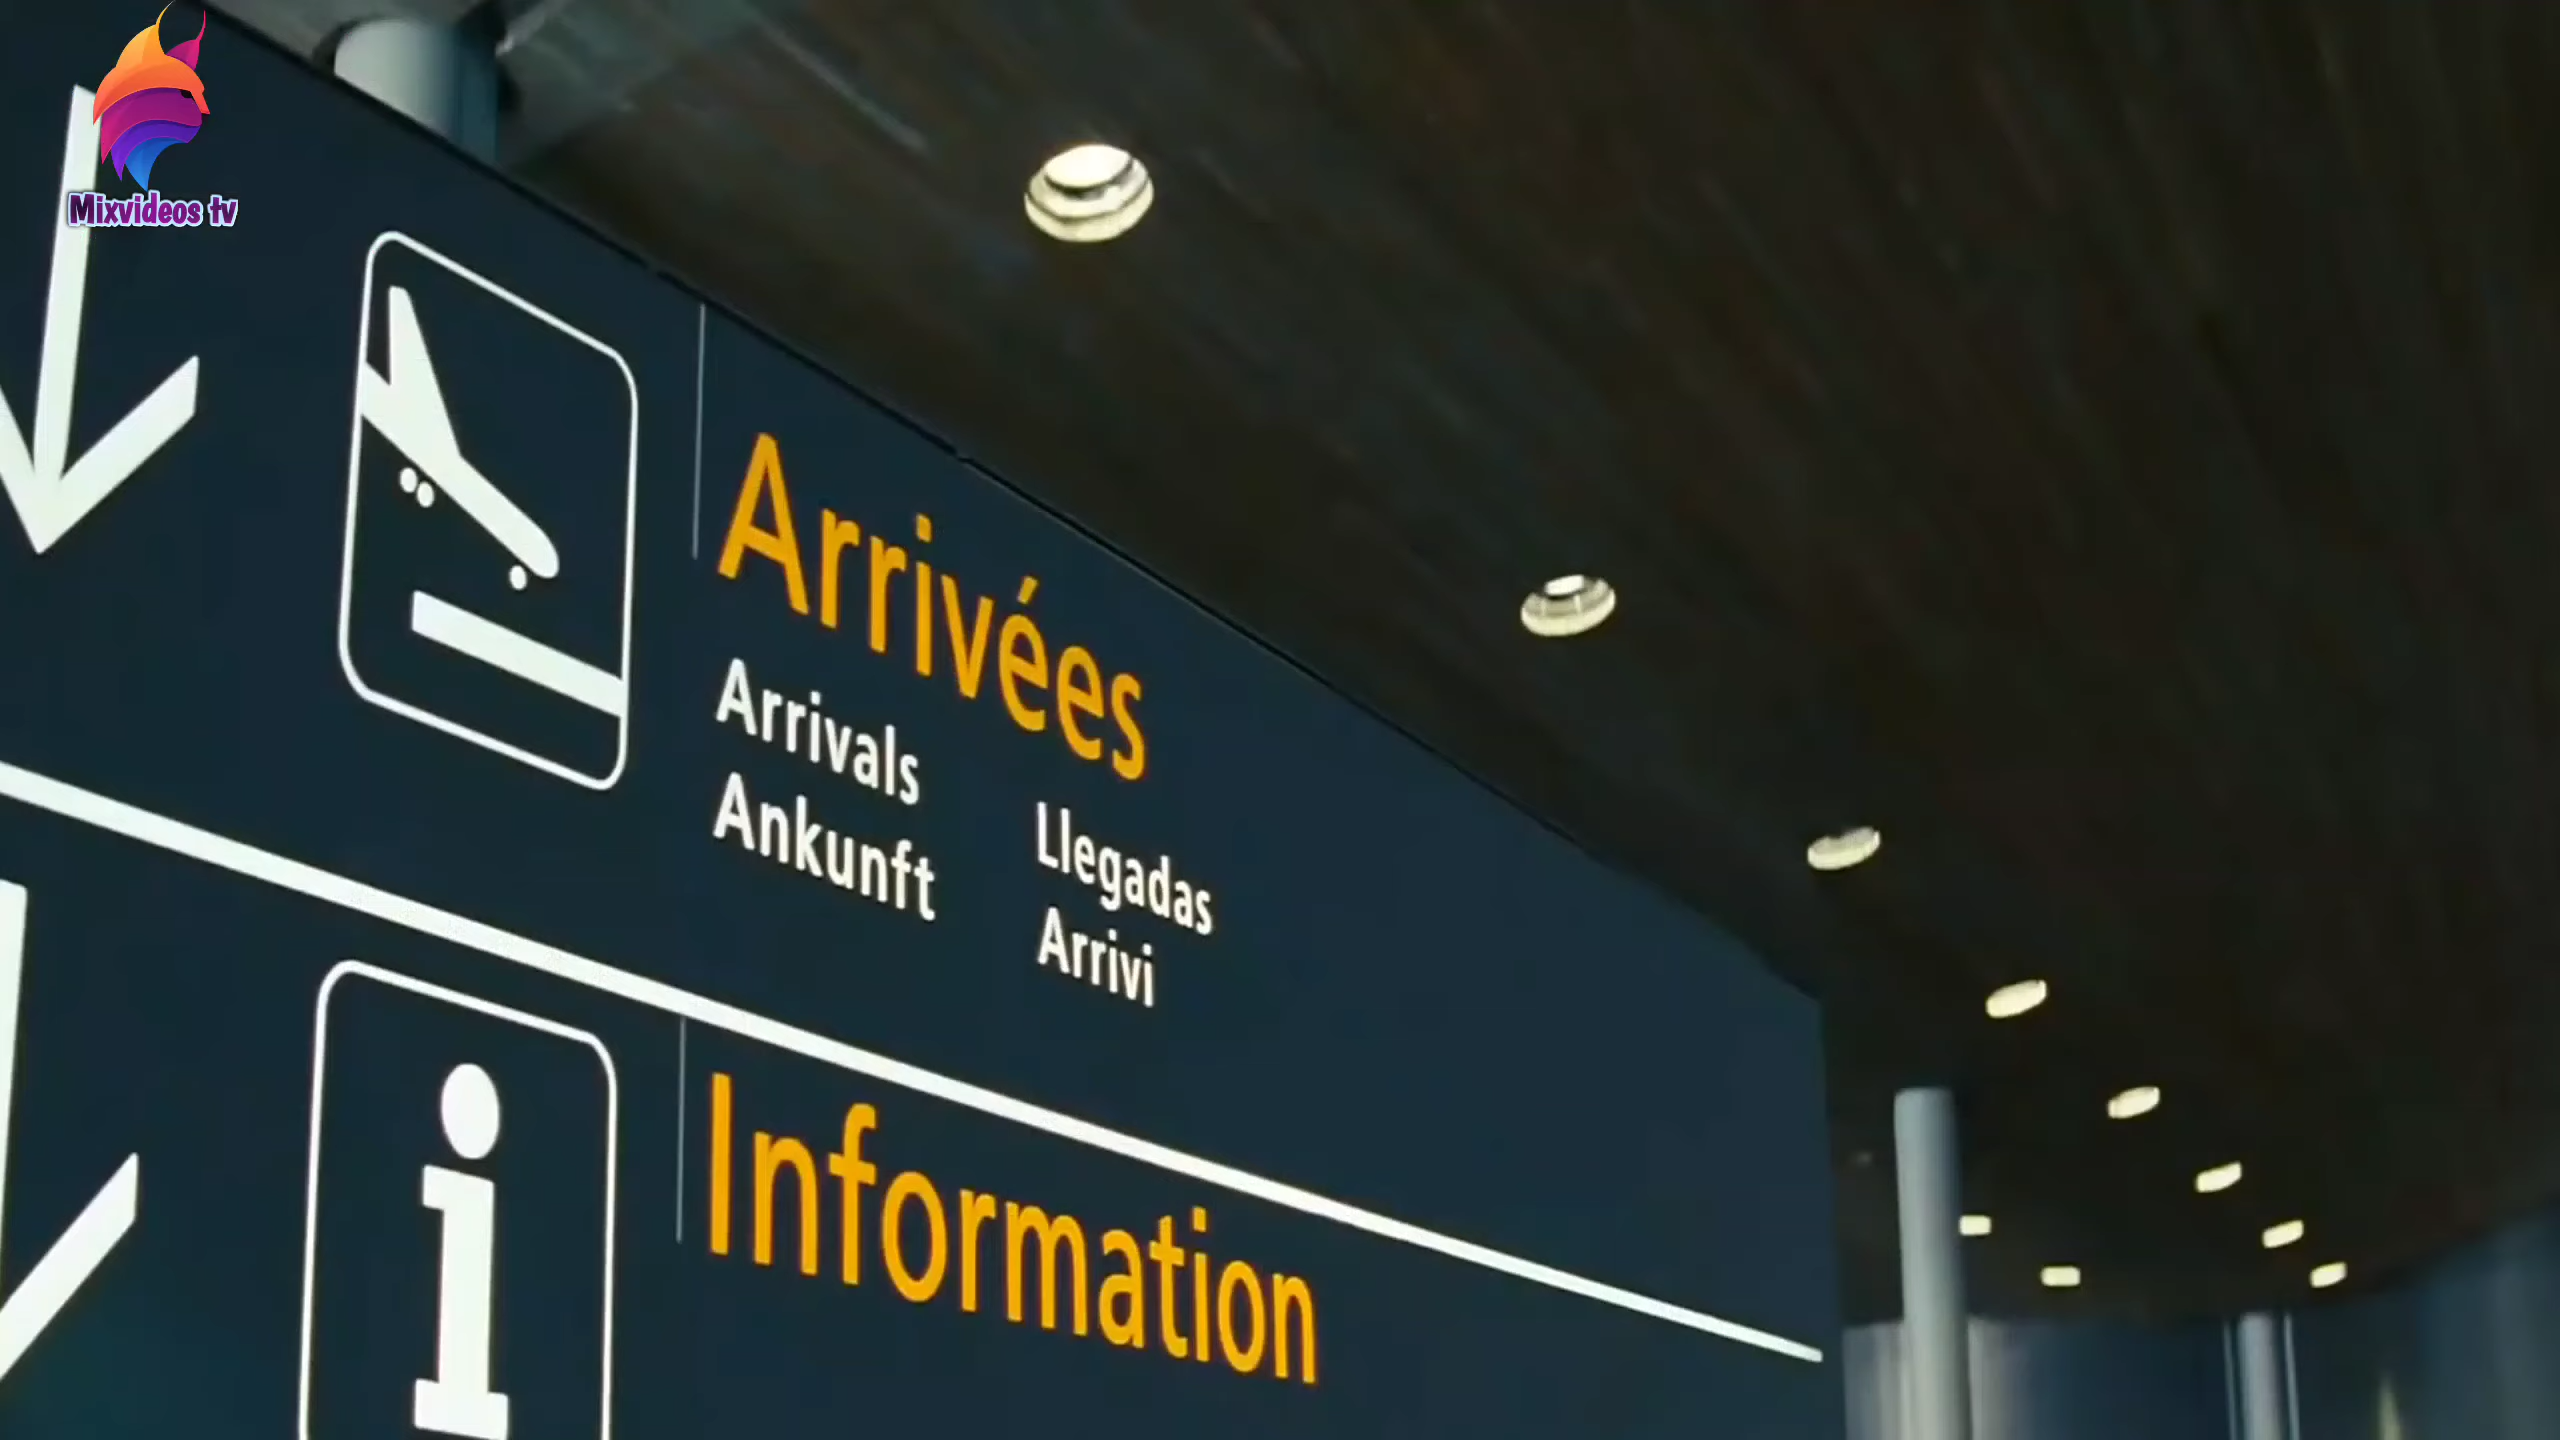 Mixvideos tv
Arrivées
Arrivals
Ankunft
Llegadas
Arrivi
Information